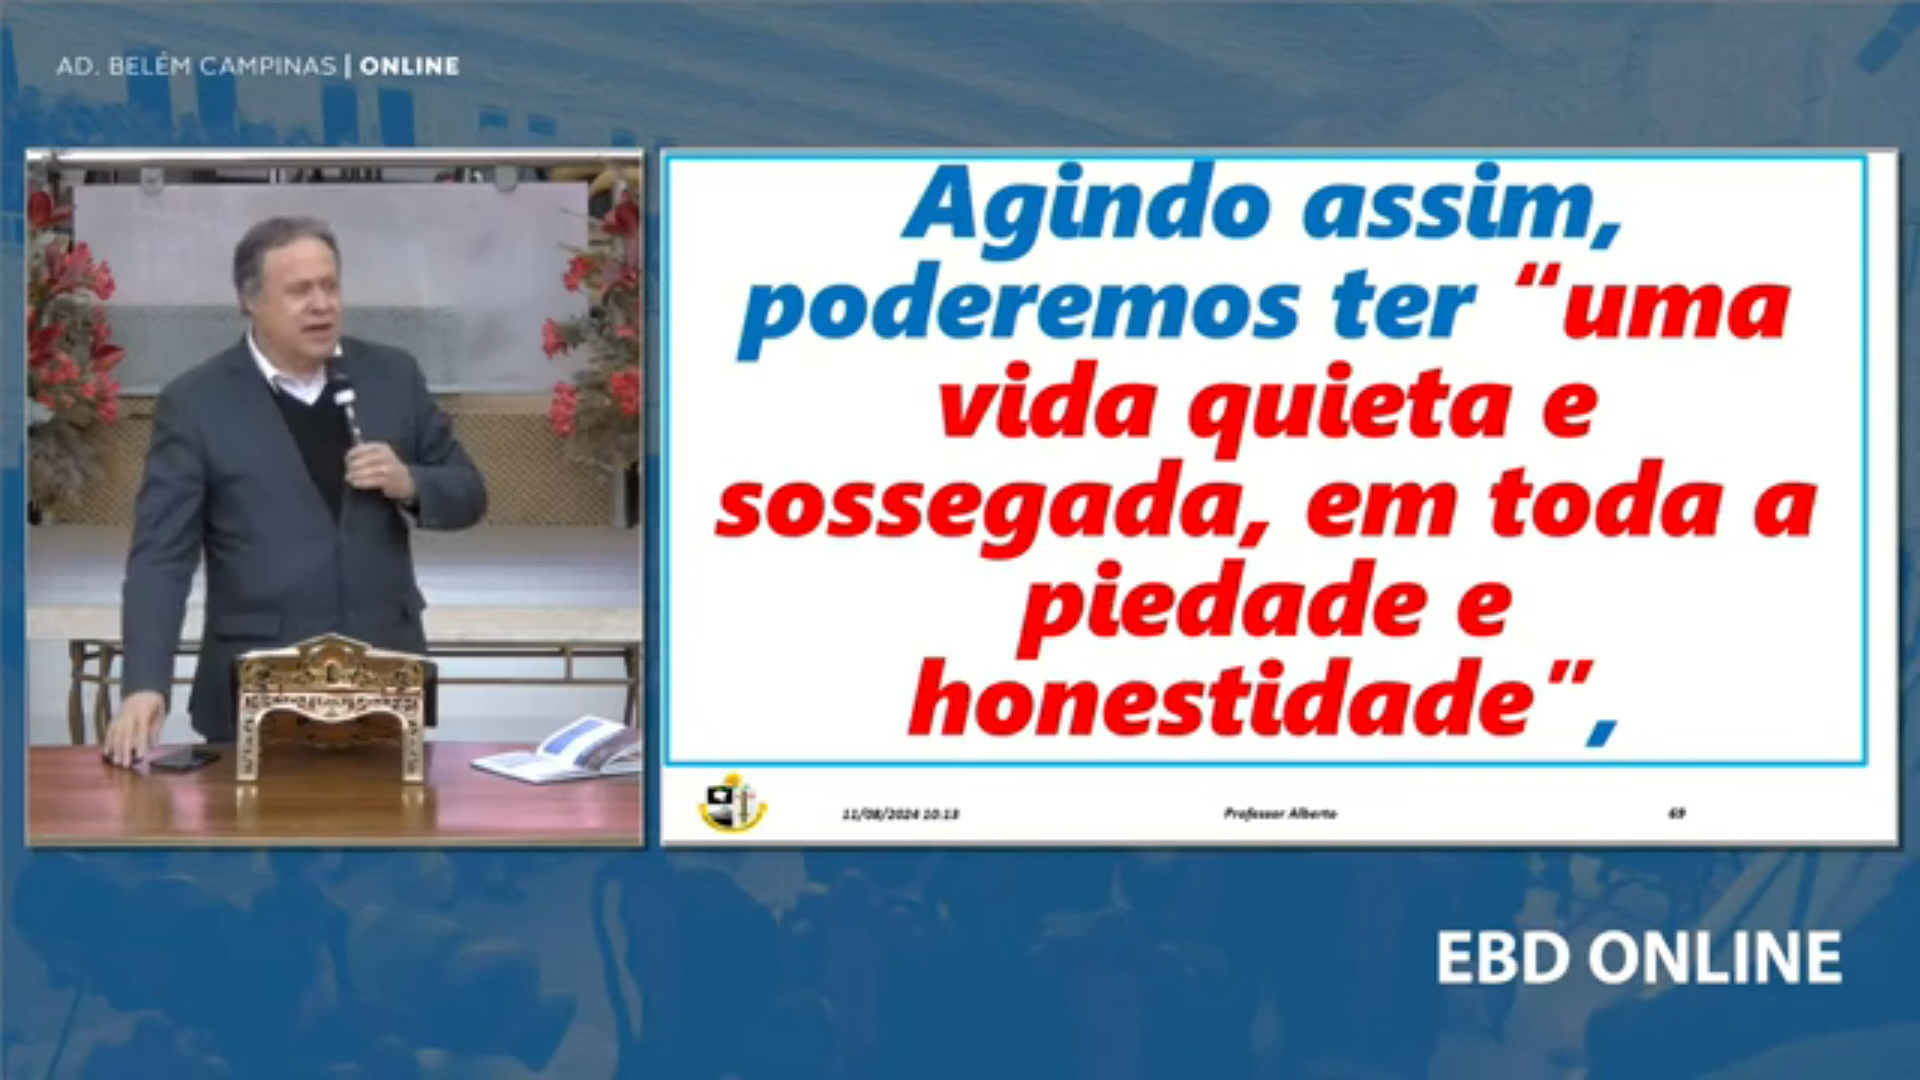 AD. BELÉM CAMPINAS | ONLINE
Agindo assim,
poderemos ter “uma
vida quieta e
sossegada, em toda a
piedade e
honestidade”,
11/08/2024 10:13 Professor Alberto 69
EBD ONLINE